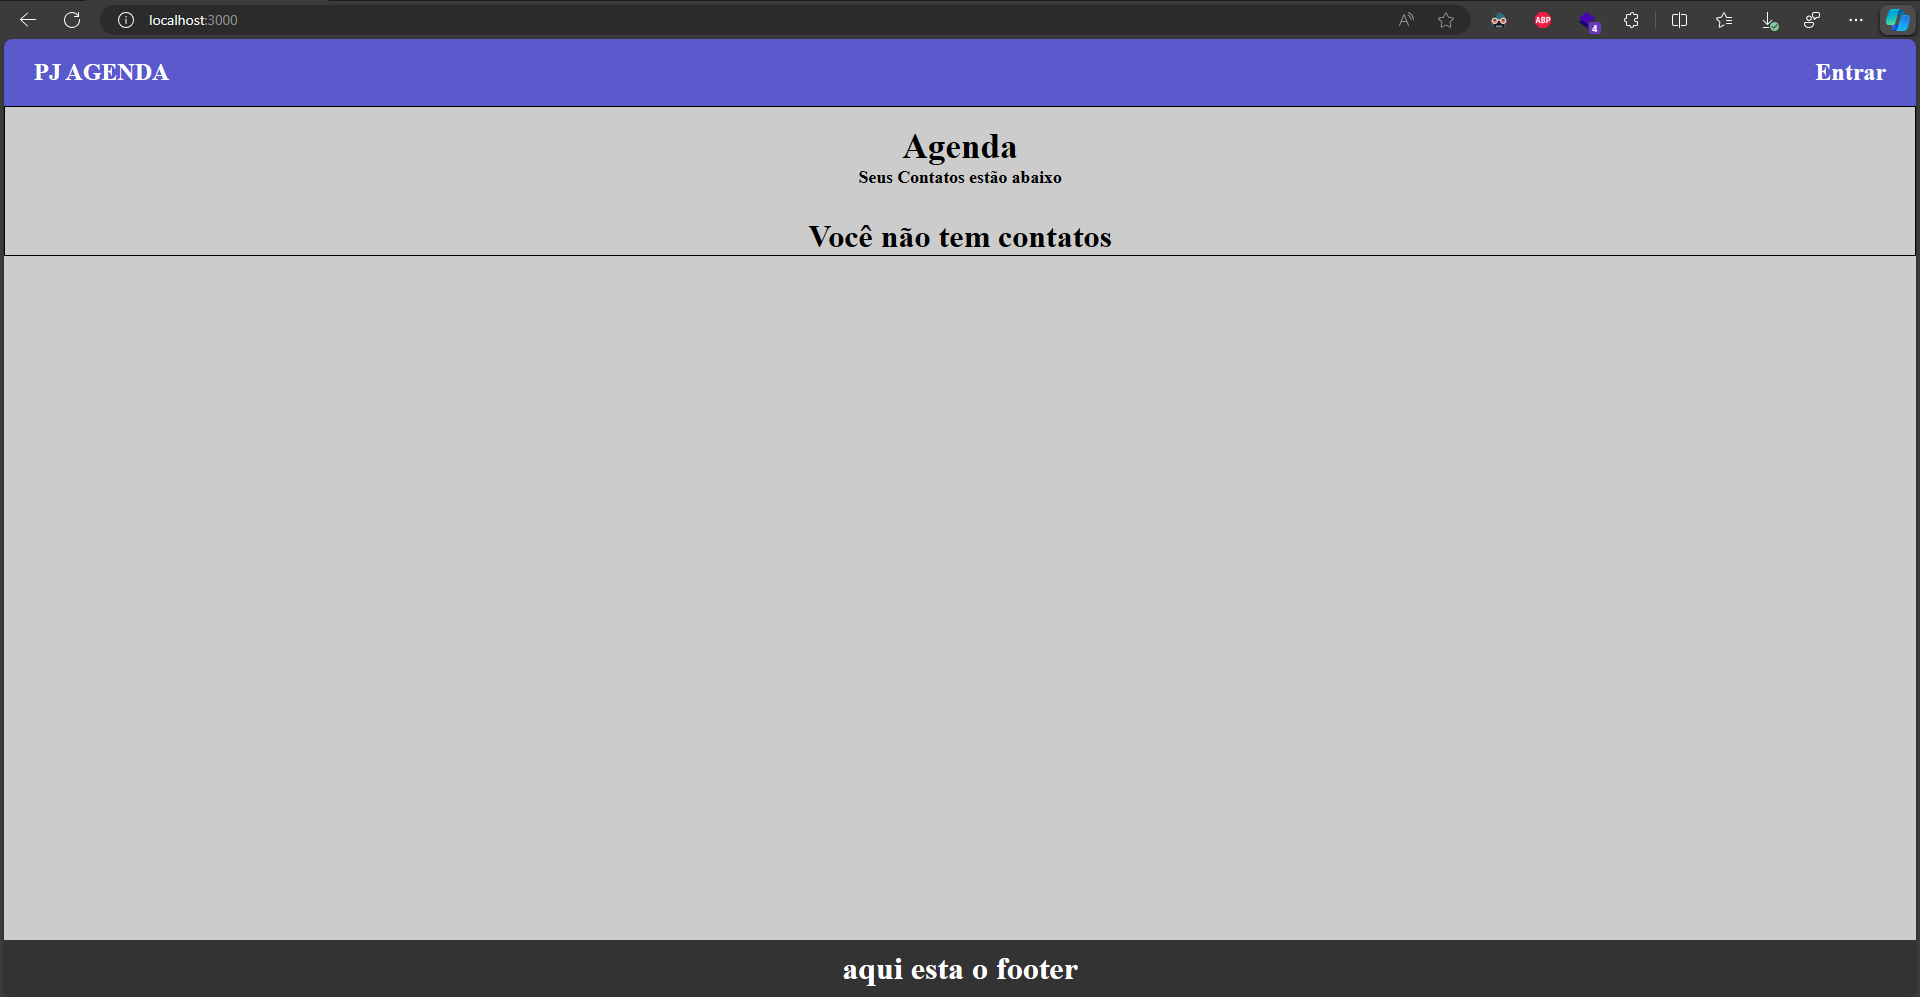 localhost:3000
ABP
4
PJ AGENDA
Entrar
Agenda
Seus Contatos estão abaixo
Você não tem contatos
aqui esta o footer